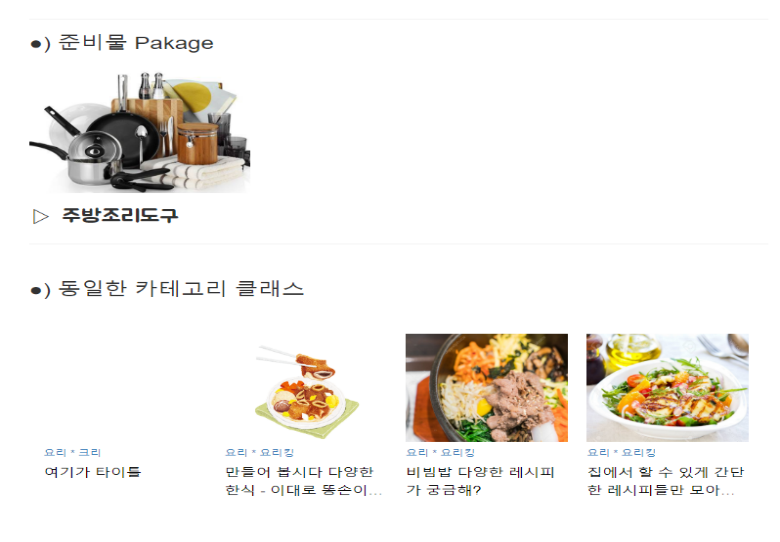 ●) 준비물 Pakage
▷ 주방조리도구
●) 동일한 카테고리 클래스
요리 * 크리
여기가 타이틀
요리 * 요리킹
만들어 봅시다 다양한
한식 - 이대로 똥손이...
요리 * 요리킹
비빔밥 다양한 레시피
가 궁금해?
요리 * 요리킹
집에서 할 수 있게 간단
한 레시피들만 모아...